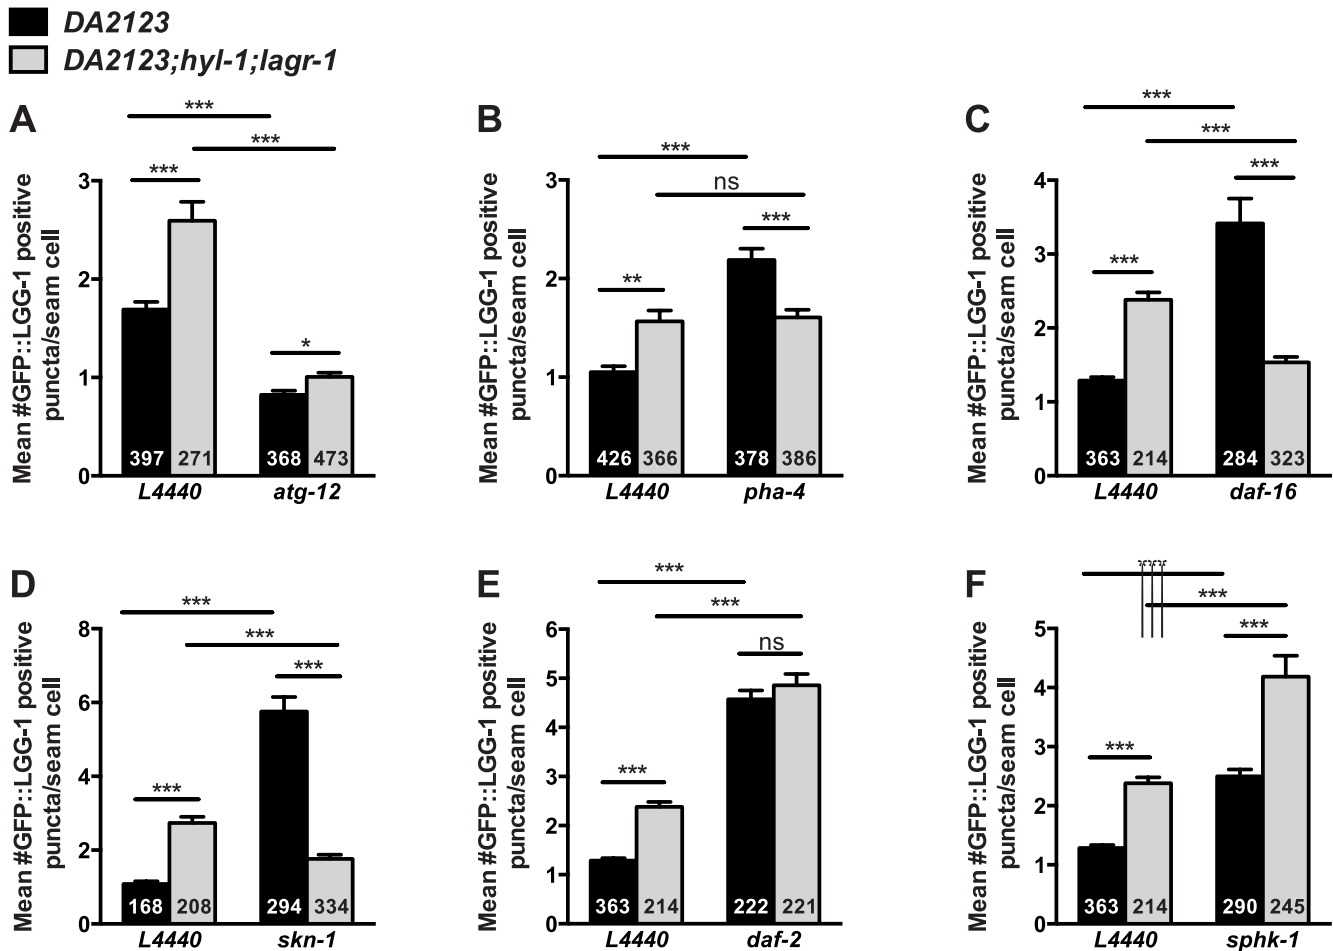 DA2123
DA2123;hyl-1;lagr-1
A
***
***
***
*
Mean #GFP::LGG-1 positive
puncta/seam cell
3
2
1
0
397
271
368
473
L4440
atg-12
B
***
ns
***
**
Mean #GFP::LGG-1 positive
puncta/seam cell
3
2
1
0
426
366
378
386
L4440
pha-4
C
***
***
***
***
Mean #GFP::LGG-1 positive
puncta/seam cell
4
3
2
1
0
363
214
284
323
L4440
daf-16
D
***
***
***
***
Mean #GFP::LGG-1 positive
puncta/seam cell
8
6
4
2
0
168
208
294
334
L4440
skn-1
E
***
***
ns
***
Mean #GFP::LGG-1 positive
puncta/seam cell
6
5
4
3
2
1
0
363
214
222
221
L4440
daf-2
F
***
***
***
***
Mean #GFP::LGG-1 positive
puncta/seam cell
5
4
3
2
1
0
363
214
290
245
L4440
sphk-1